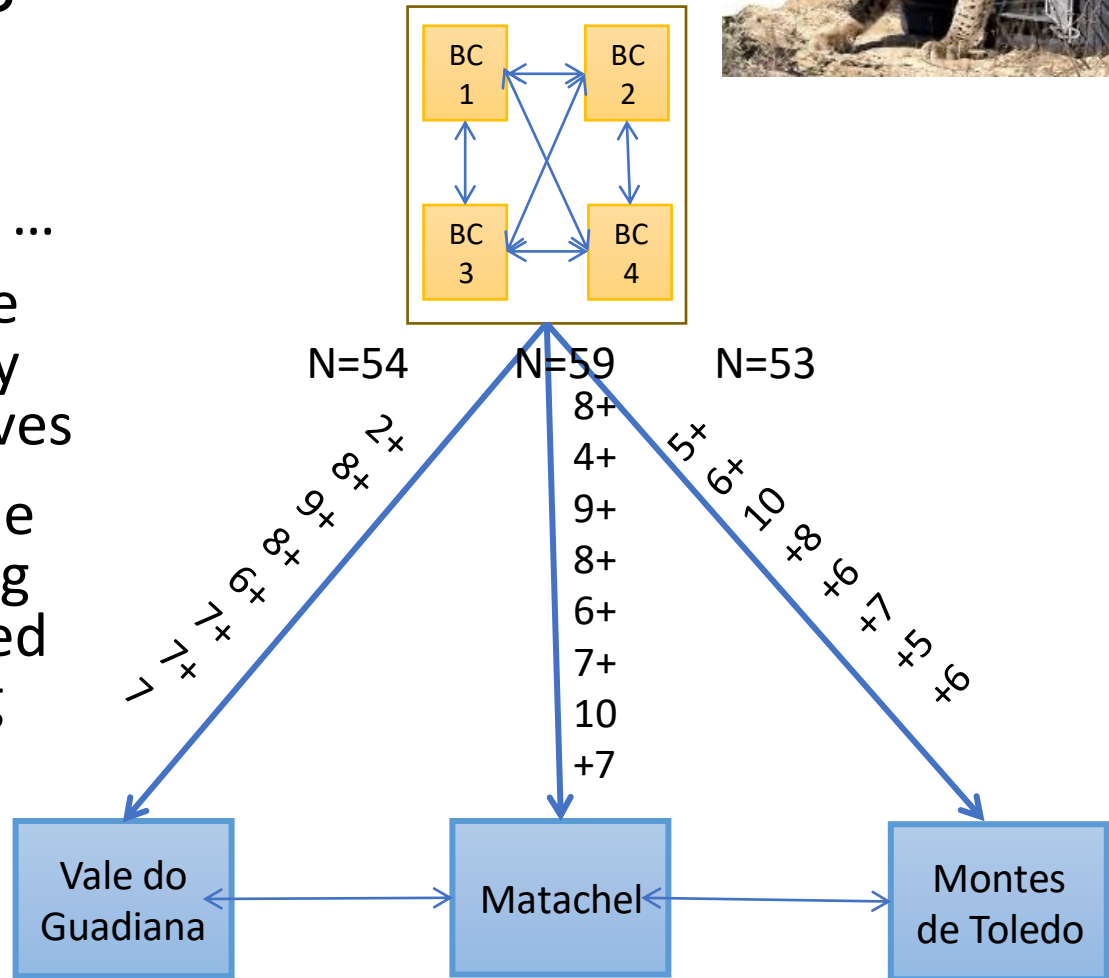 BC
1
BC
2
BC
3
BC
4
...
e
y
ves
e
g
ed
N=54
N=59
N=53
2+
8+
9+
8+
6+
7+
7+
7
8+
4+
9+
8+
6+
7+
10
+7
5+
6+
10
+8
+6
+7
+5
+6
Vale do
Guadiana
Matachel
Montes
de Toledo